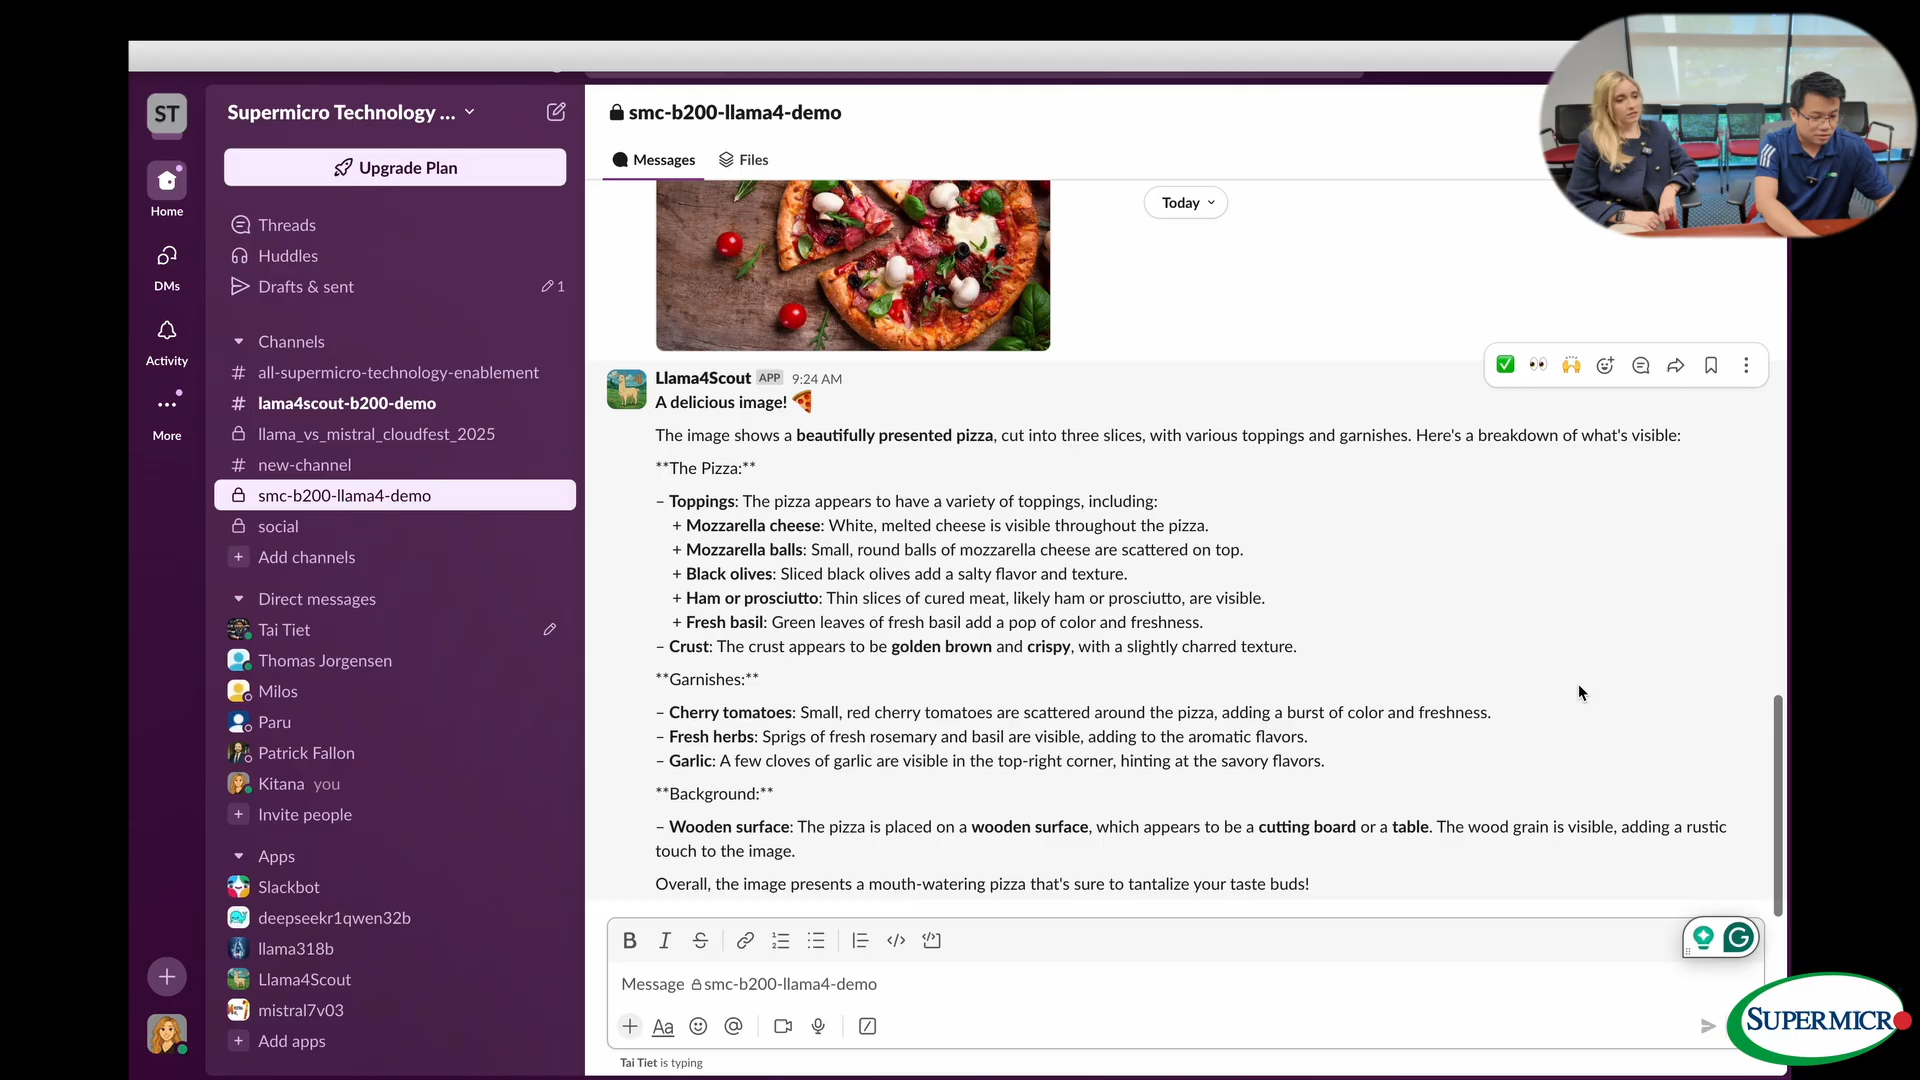 ST
Home
DMs
Activity
More
Supermicro Technology ...
Upgrade Plan
Threads
Huddles
Drafts & sent
1
Channels
# all-supermicro-technology-enablement
# lama4scout-b200-demo
llama_vs_mistral_cloudfest_2025
# new-channel
smc-b200-llama4-demo
social
+ Add channels
Direct messages
Tai Tiet
Thomas Jorgensen
Milos
Paru
Patrick Fallon
Kitana you
+ Invite people
Apps
Slackbot
deepseekr1qwen32b
llama318b
Llama4Scout
mistral7v03
+ Add apps
smc-b200-llama4-demo
Messages Files
Today
Llama4Scout APP 9:24 AM
A delicious image!
The image shows a beautifully presented pizza, cut into three slices, with various toppings and garnishes. Here's a breakdown of what's visible:
**The Pizza:**
– Toppings: The pizza appears to have a variety of toppings, including:
+ Mozzarella cheese: White, melted cheese is visible throughout the pizza.
+ Mozzarella balls: Small, round balls of mozzarella cheese are scattered on top.
+ Black olives: Sliced black olives add a salty flavor and texture.
+ Ham or prosciutto: Thin slices of cured meat, likely ham or prosciutto, are visible.
+ Fresh basil: Green leaves of fresh basil add a pop of color and freshness.
– Crust: The crust appears to be golden brown and crispy, with a slightly charred texture.
**Garnishes:**
– Cherry tomatoes: Small, red cherry tomatoes are scattered around the pizza, adding a burst of color and freshness.
– Fresh herbs: Sprigs of fresh rosemary and basil are visible, adding to the aromatic flavors.
– Garlic: A few cloves of garlic are visible in the top-right corner, hinting at the savory flavors.
**Background:**
– Wooden surface: The pizza is placed on a wooden surface, which appears to be a cutting board or a table. The wood grain is visible, adding a rustic
touch to the image.
Overall, the image presents a mouth-watering pizza that's sure to tantalize your taste buds!
B I S
Message smc-b200-llama4-demo
Aa
Tai Tiet is typing
SUPERMICRO